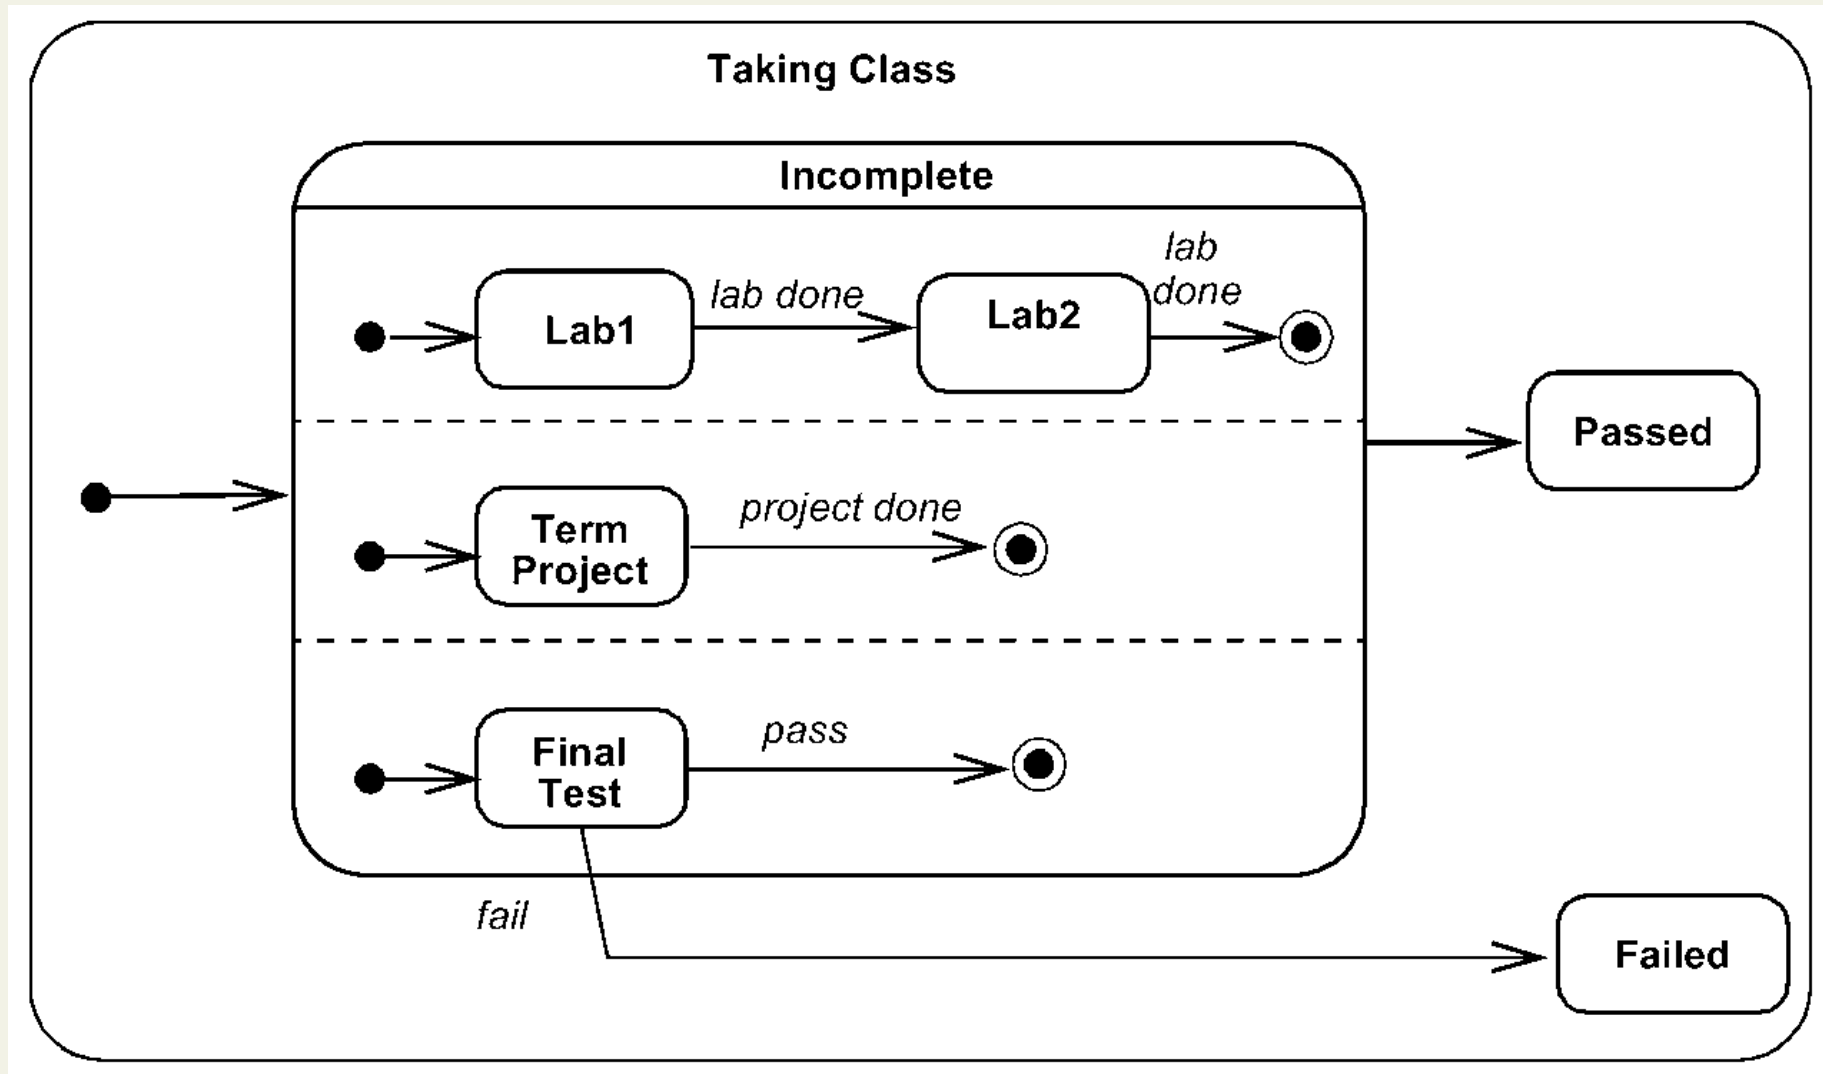 Taking Class
Incomplete
lab
done
Lab1
lab done
Lab2
Passed
Term
Project
project done
Final
Test
pass
fail
Failed